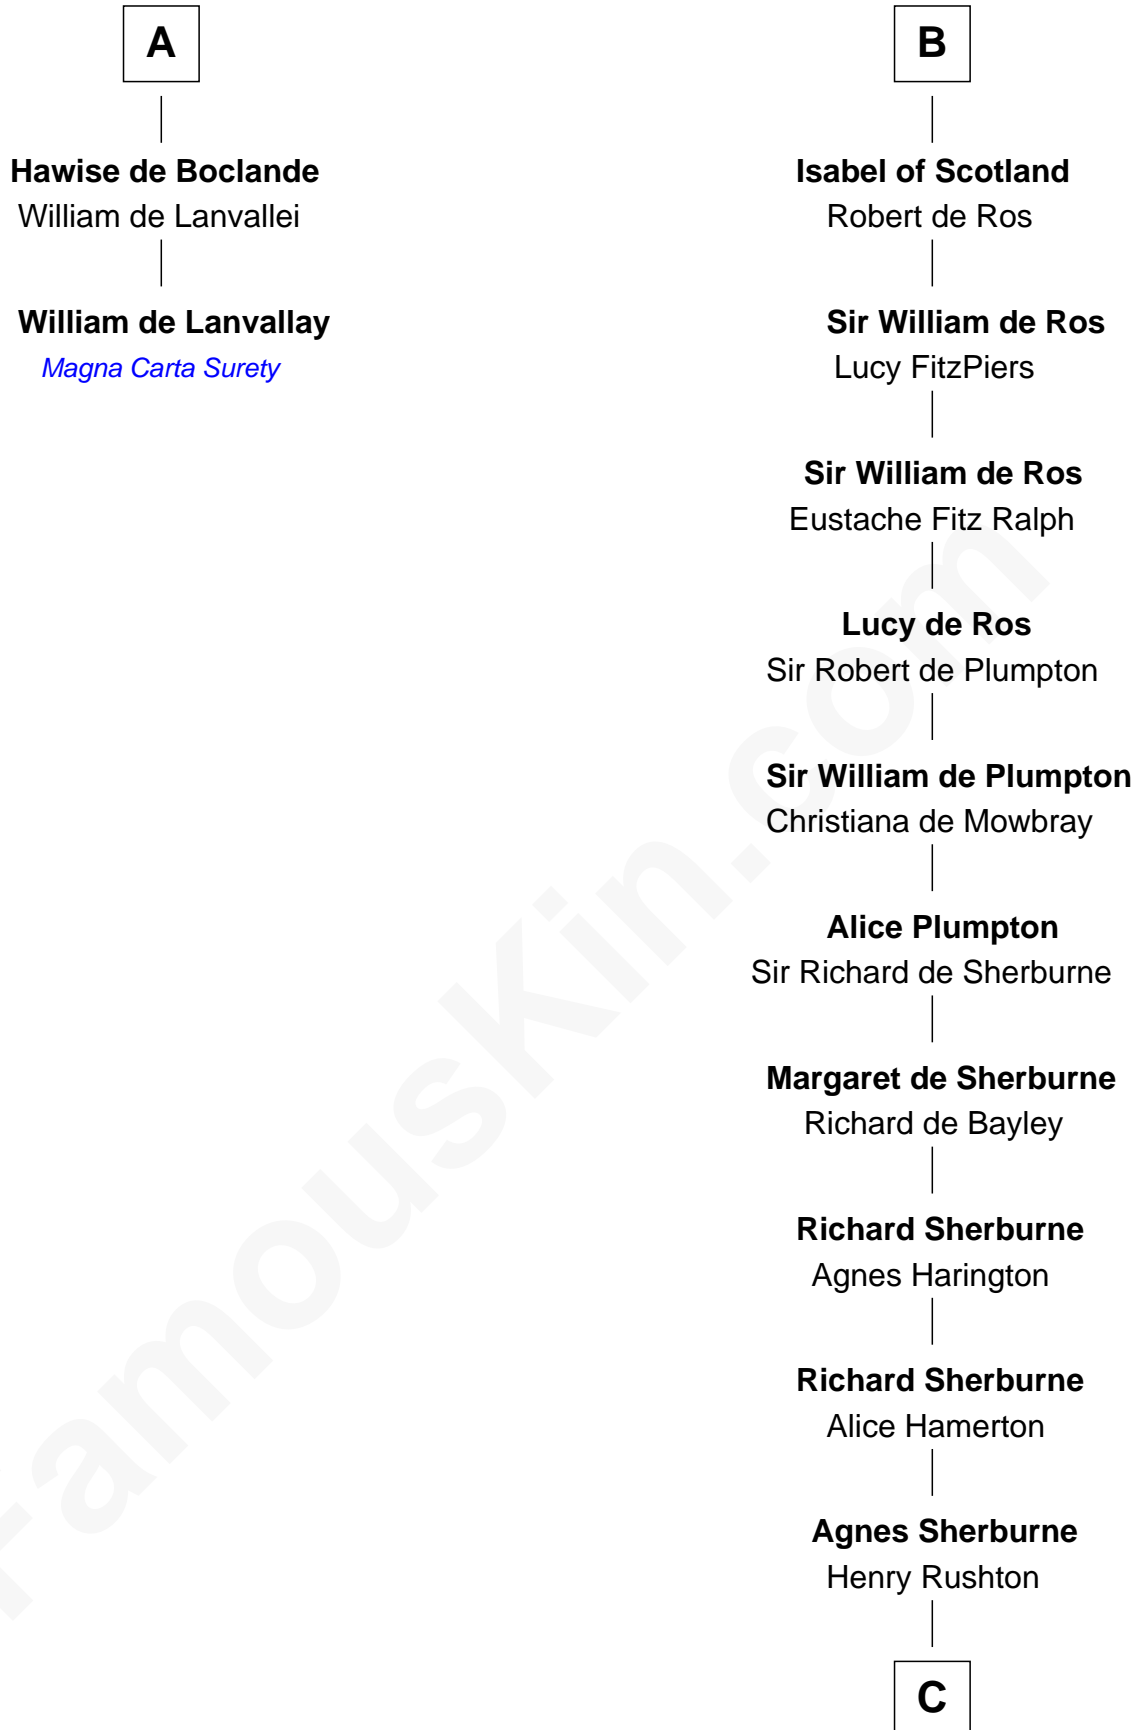 A
Hawise de Boclande
William de Lanvallei
William de Lanvallay
Magna Carta Surety
B
Isabel of Scotland
Robert de Ros
Sir William de Ros
Lucy FitzPiers
Sir William de Ros
Eustache Fitz Ralph
Lucy de Ros
Sir Robert de Plumpton
Sir William de Plumpton
Christiana de Mowbray
Alice Plumpton
Sir Richard de Sherburne
Margaret de Sherburne
Richard de Bayley
Richard Sherburne
Agnes Harington
Richard Sherburne
Alice Hamerton
Agnes Sherburne
Henry Rushton
C
FamousKin.com